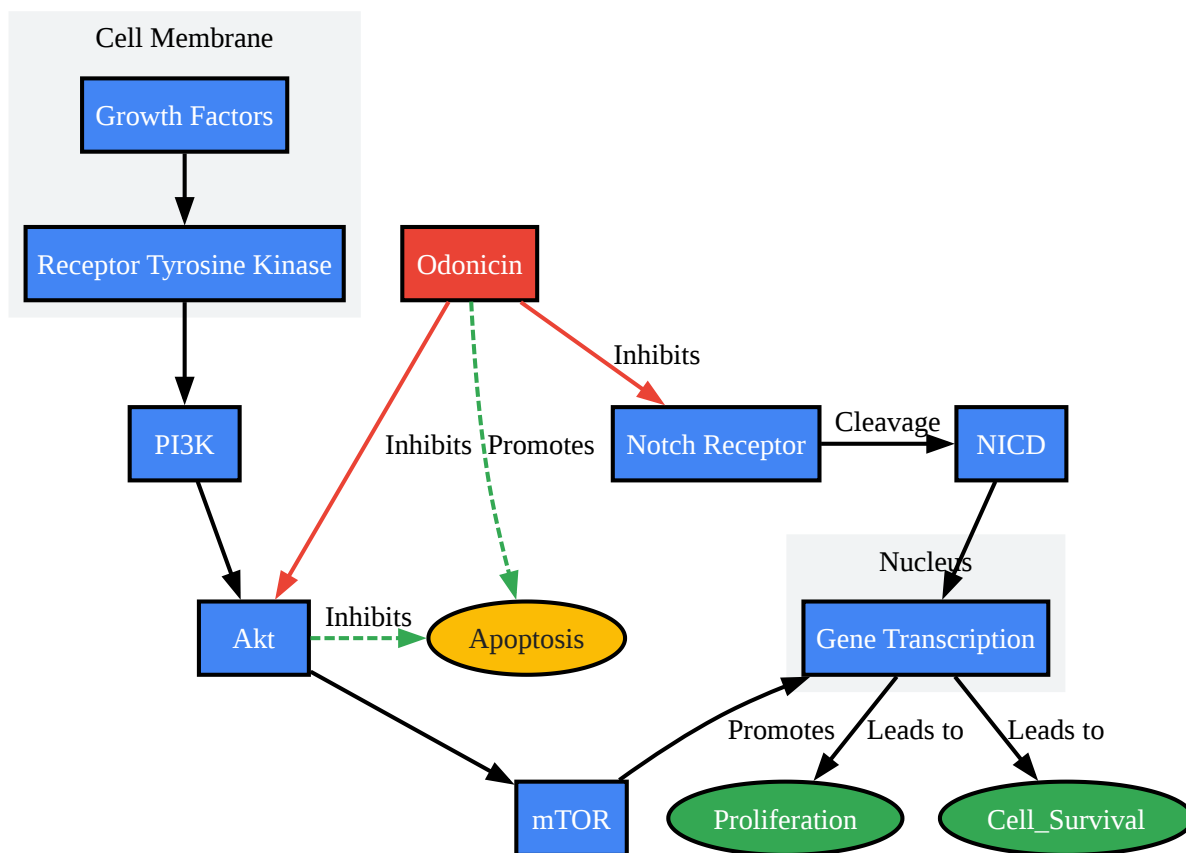 Cell Membrane
Growth Factors
Receptor Tyrosine Kinase
Odonicin
Inhibits
PI3K
Inhibits
Promotes
Notch Receptor
Cleavage
NICD
Nucleus
Akt
Inhibits
Apoptosis
Gene Transcription
Promotes
Leads to
Leads to
mTOR
Proliferation
Cell_Survival